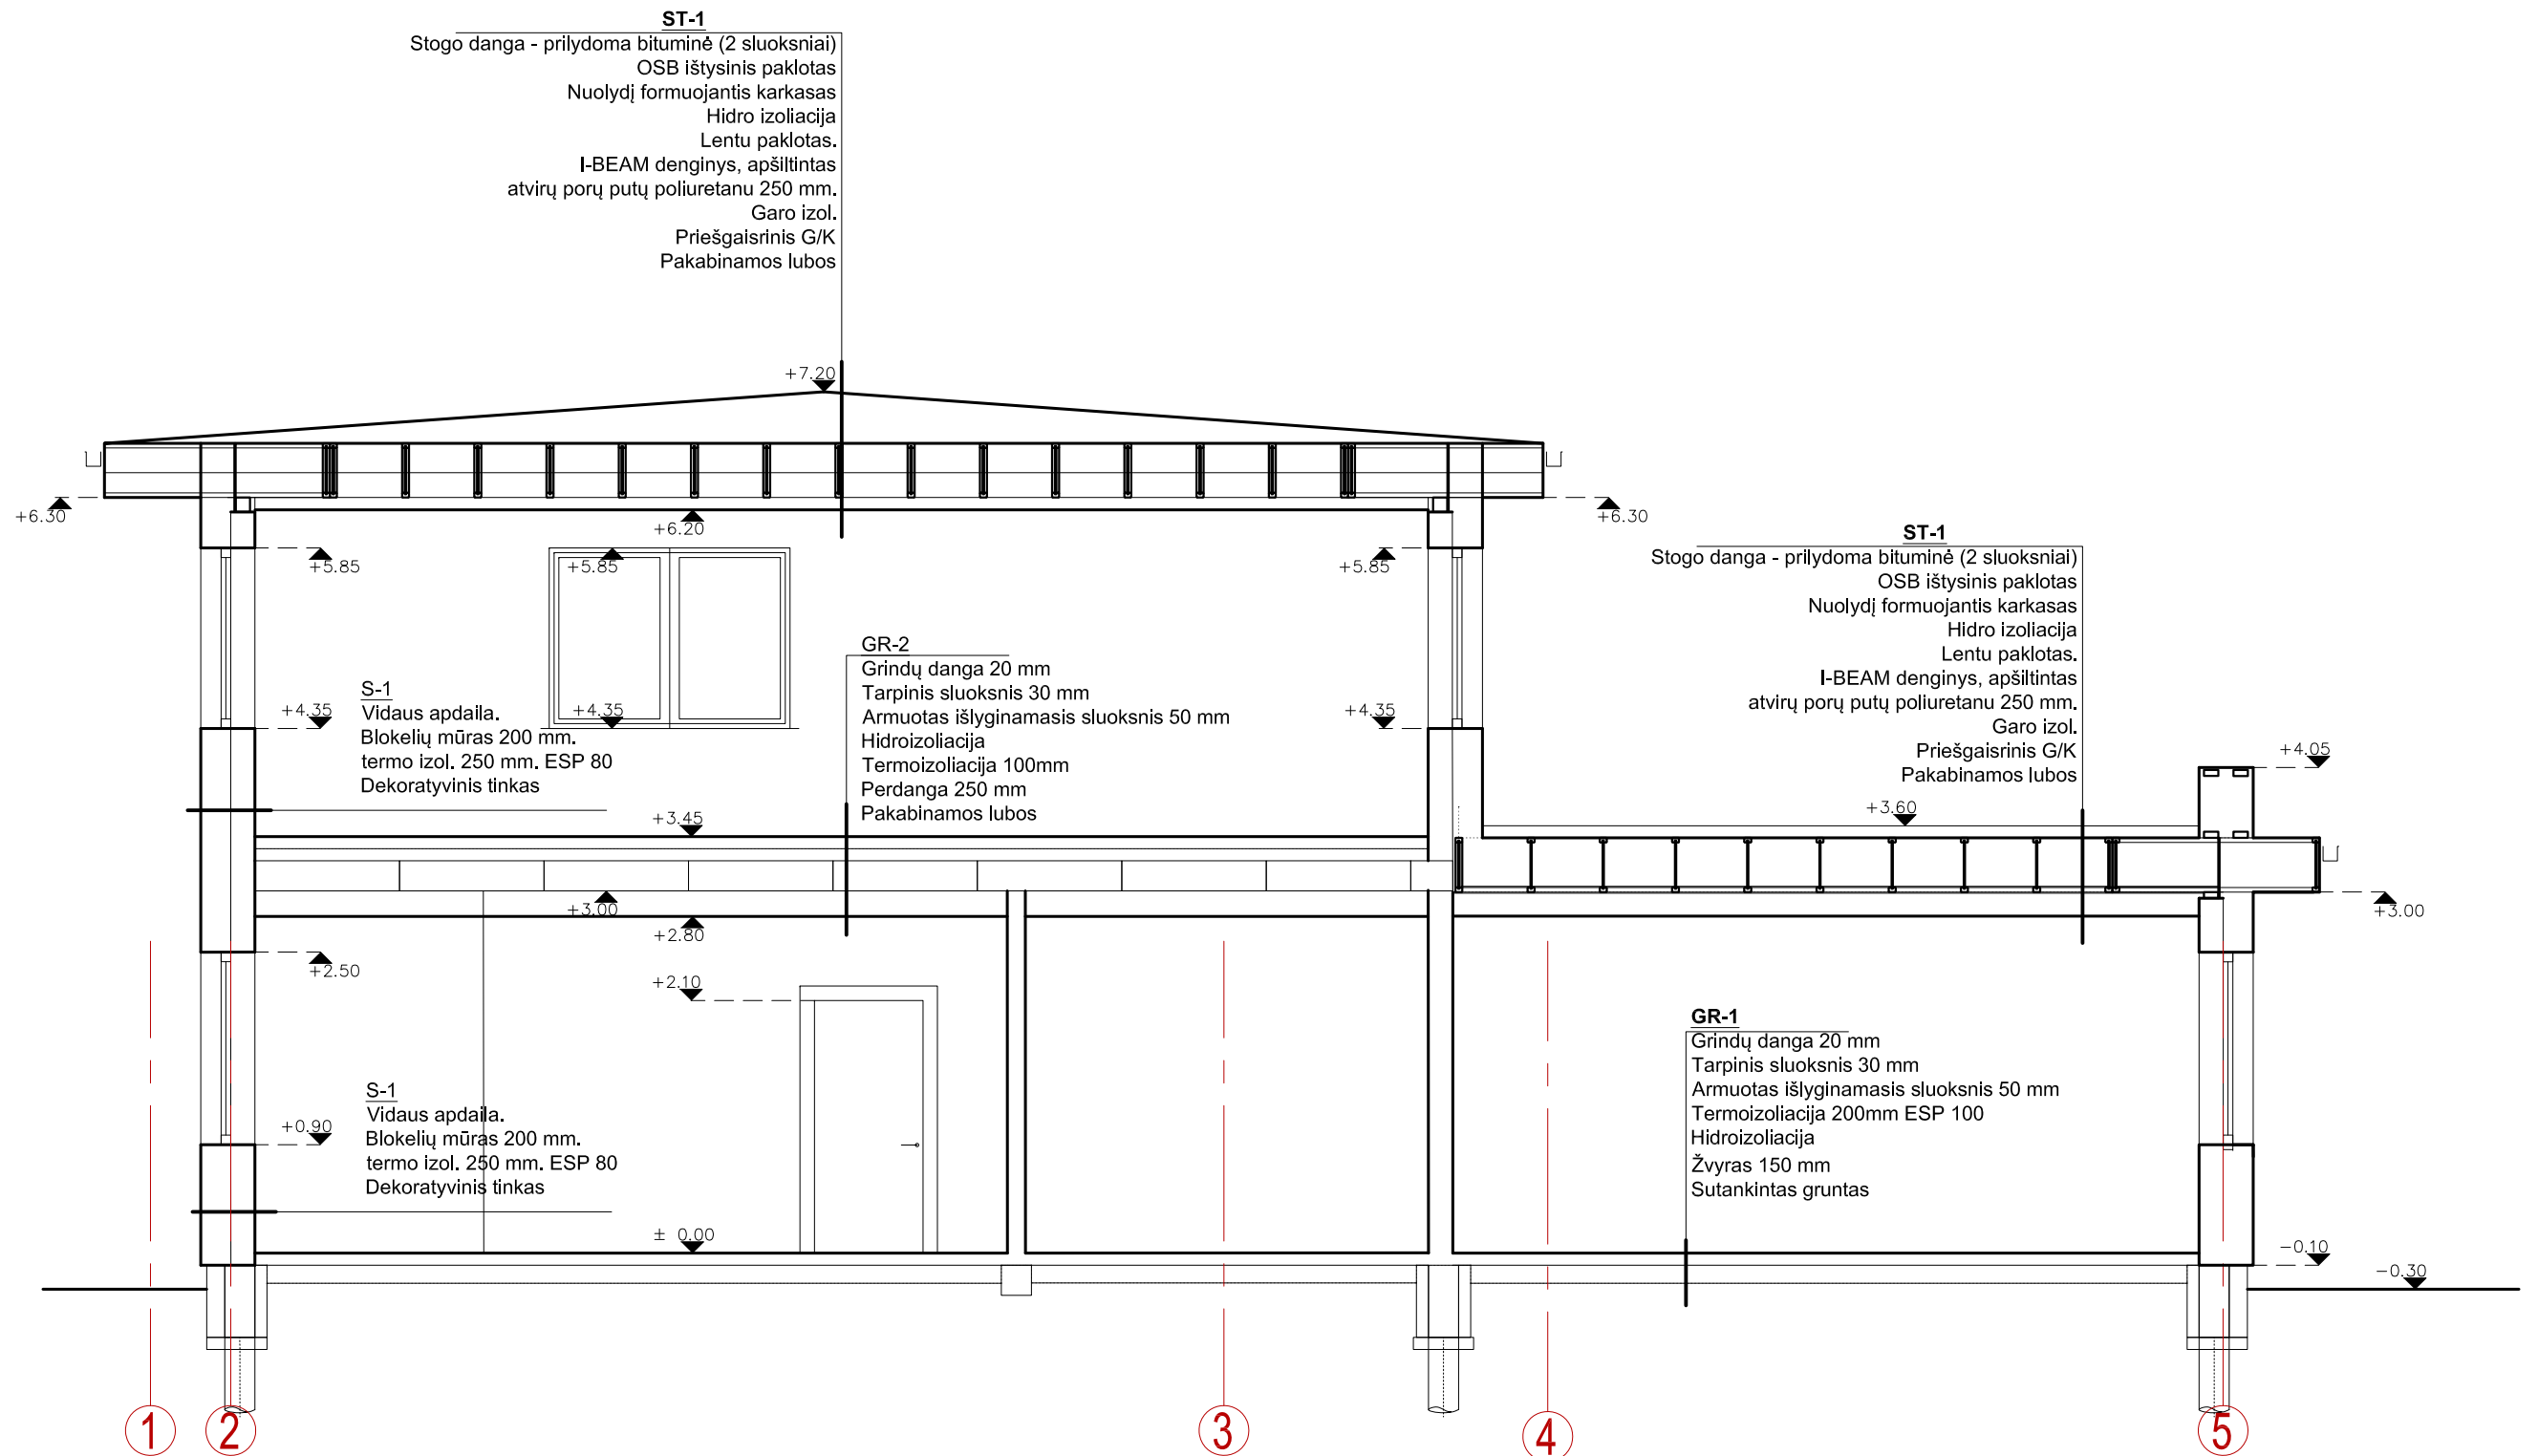 ST-1
Stogo danga - prilydoma bituminė (2 sluoksniai)
OSB ištysinis paklotas
Nuolydį formuojantis karkasas
Hidro izoliacija
Lentu paklotas.
I-BEAM denginys, apšiltintas
atvirų porų putų poliuretanu 250 mm.
Garo izol.
Priešgaisrinis G/K
Pakabinamos lubos
+7.20
+6.30
+6.20
+6.30
+5.85
+5.85
+5.85
ST-1
Stogo danga - prilydoma bituminė (2 sluoksniai)
OSB ištysinis paklotas
Nuolydį formuojantis karkasas
Hidro izoliacija
Lentu paklotas.
I-BEAM denginys, apšiltintas
atvirų porų putų poliuretanu 250 mm.
Garo izol.
Priešgaisrinis G/K
Pakabinamos lubos
GR-2
Grindų danga 20 mm
Tarpinis sluoksnis 30 mm
Armuotas išlyginamasis sluoksnis 50 mm
Hidroizoliacija
Termoizoliacija 100mm
Perdanga 250 mm
Pakabinamos lubos
S-1
Vidaus apdaila.
Blokelių mūras 200 mm.
termo izol. 250 mm. ESP 80
Dekoratyvinis tinkas
+4.35
+4.35
+4.35
+4.05
+3.60
+3.45
+3.00
+3.00
+2.80
+2.50
+2.10
GR-1
Grindų danga 20 mm
Tarpinis sluoksnis 30 mm
Armuotas išlyginamasis sluoksnis 50 mm
Termoizoliacija 200mm ESP 100
Hidroizoliacija
Žvyras 150 mm
Sutankintas gruntas
S-1
Vidaus apdaila.
Blokelių mūras 200 mm.
termo izol. 250 mm. ESP 80
Dekoratyvinis tinkas
+0.90
± 0.00
-0.10
-0.30
1
2
3
4
5